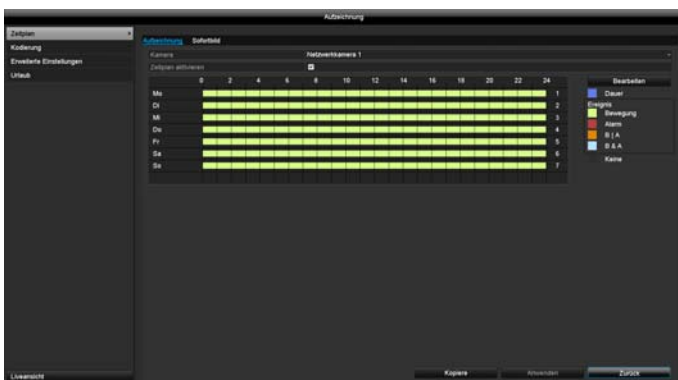 Aufzeichnung
Zeitplan
Kodierung
Erweiterte Einstellungen
Urlaub
Aufzeichnung Sofortbild
Kamera Netzwerkkamera 1
Zeitplan aktivieren
0 2 4 6 8 10 12 14 16 18 20 22 24
Mo 1
Di 2
Mi 3
Do 4
Fr 5
Sa 6
So 7
Bearbeiten
Dauer
Ereignis
Bewegung
Alarm
B | A
B & A
Keine
Liveansicht
Kopiere Anwenden Zurück